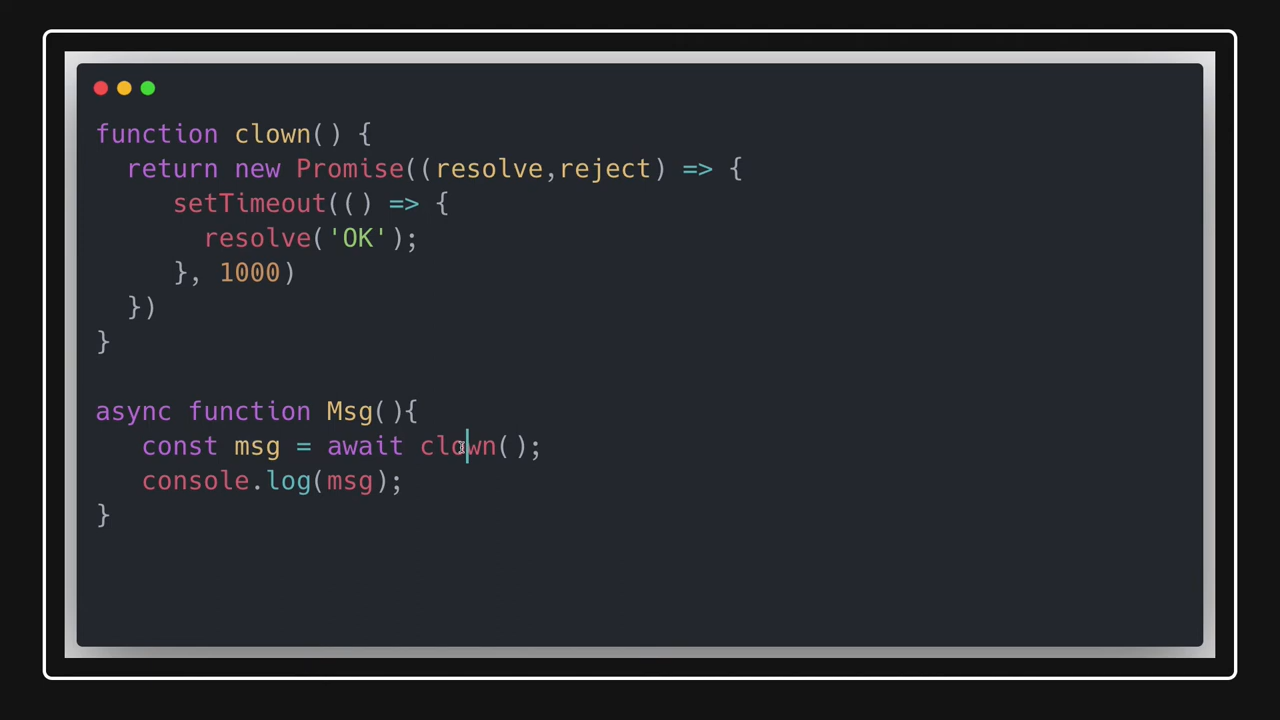 function clown() {
return new Promise((resolve,reject) => {
setTimeout(() => {
resolve('OK');
}, 1000)
})
}
async function Msg(){
const msg = await clown();
console.log(msg);
}